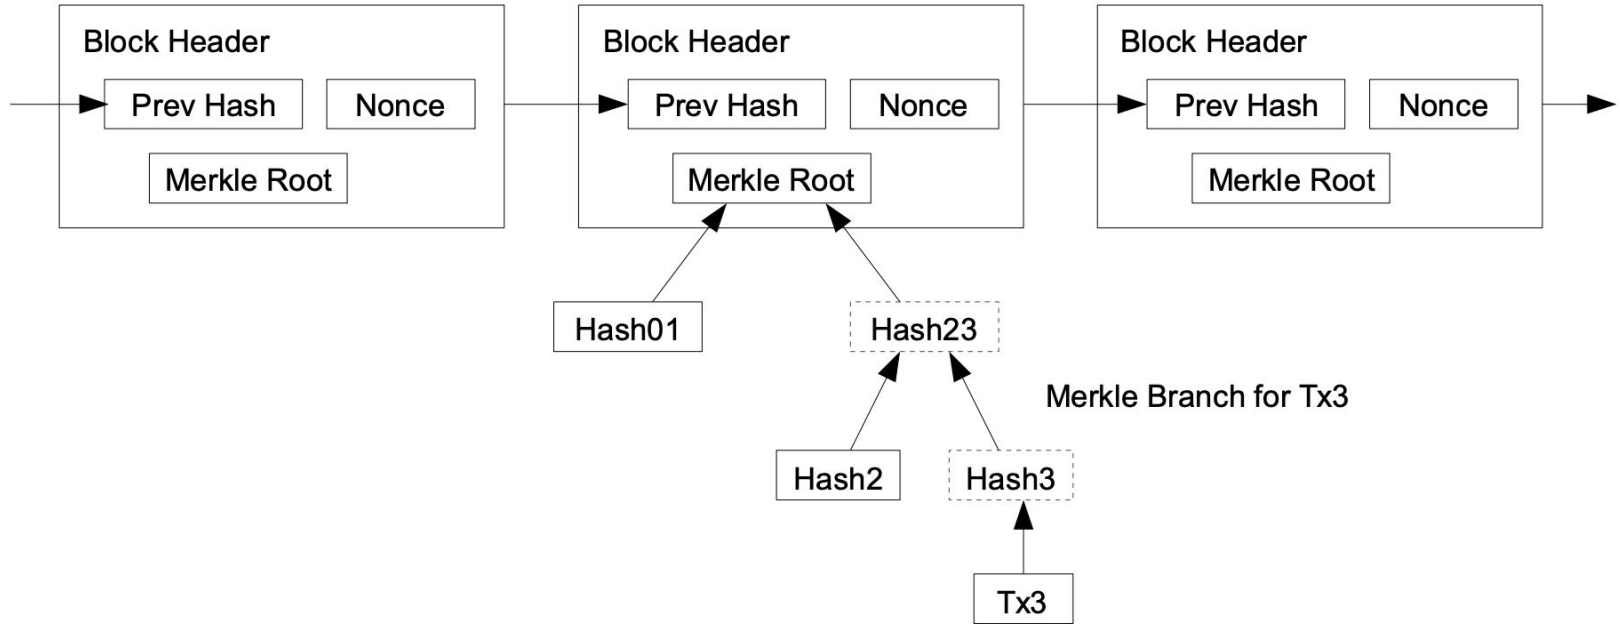 Block Header
Prev Hash
Nonce
Merkle Root
Block Header
Prev Hash
Nonce
Merkle Root
Block Header
Prev Hash
Nonce
Merkle Root
Hash01
Hash23
Merkle Branch for Tx3
Hash2
Hash3
Tx3